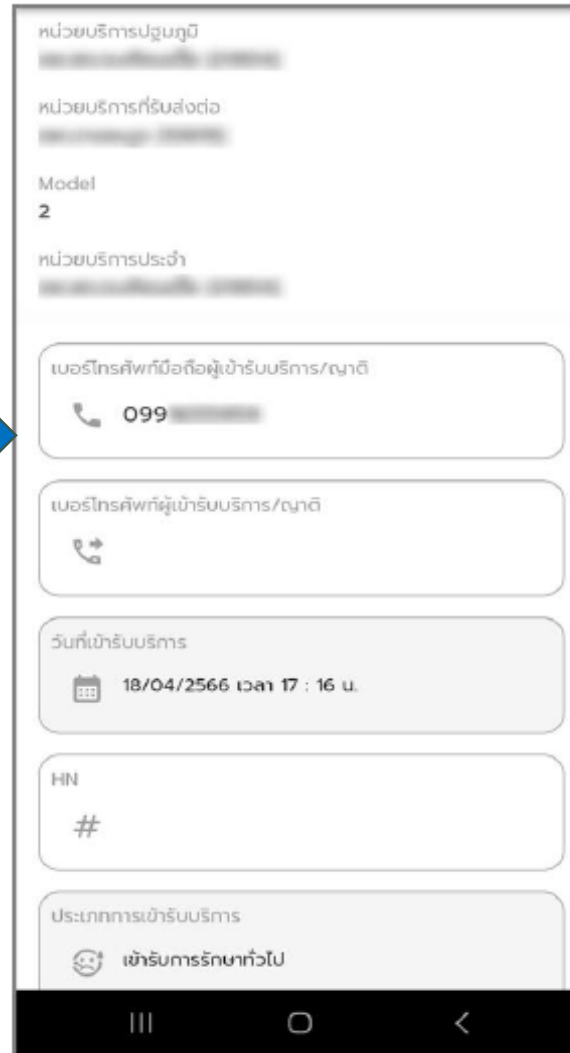 หน่วยบริการปฐมภูมิ
หน่วยบริการที่รับส่งต่อ
Model
2
หน่วยบริการประจำ
เบอร์โทรศัพท์มือถือผู้เข้ารับบริการ/ญาติ
099
เบอร์โทรศัพท์ผู้เข้ารับบริการ/ญาติ
วันที่เข้ารับบริการ
18/04/2566 เวลา 17 : 16 น.
HN
#
ประเภทการเข้ารับบริการ
เข้ารับการรักษาทั่วไป